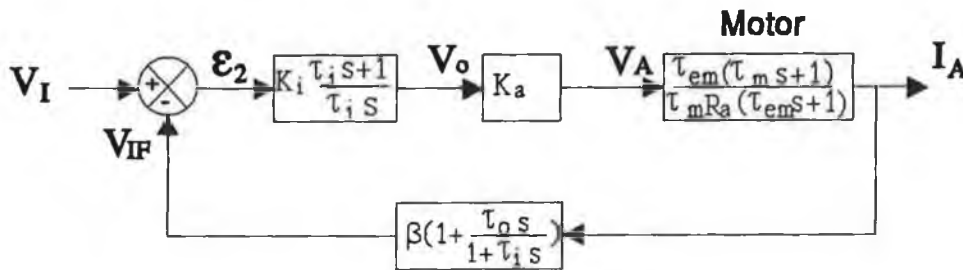 Motor
V_I + - ε_2 K_i (τ_i s+1)/(τ_i s) V_o K_a V_A τ_em(τ_m s+1)/(τ_m R_a(τ_em s+1)) I_A
V_IF
β(1+ τ_o s/(1+τ_i s))